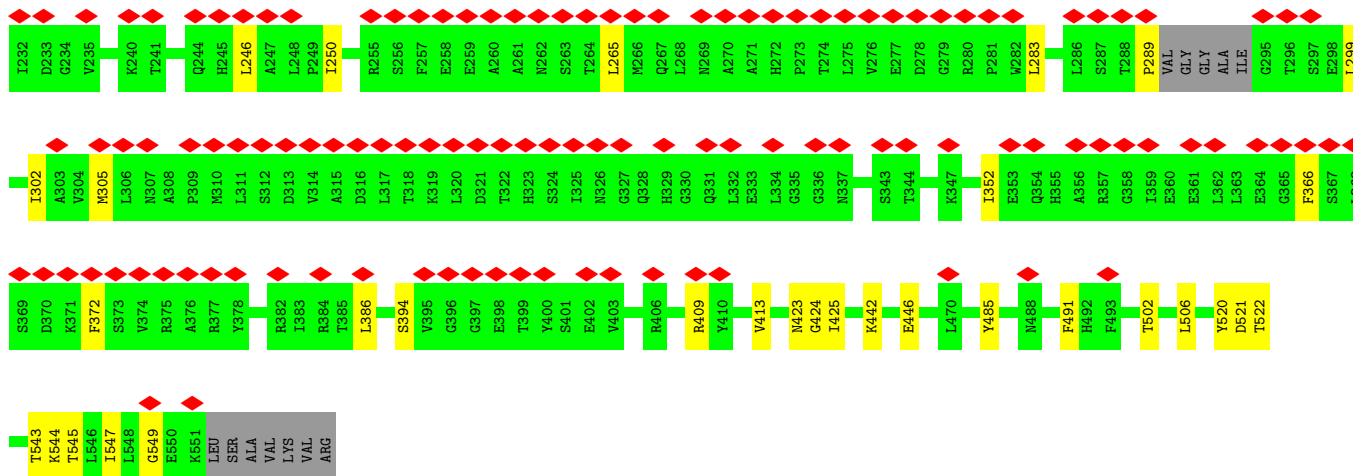 I232 D233 G234 V235 K240 T241 Q244 H245 L246 A247 L248 P249 I250 R255 S256 F257 E258 E259 A260 A261 N262 S263 T264 L265 M266 Q267 L268 N269 A270 A271 H272 P273 T274 L275 V276 E277 D278 G279 R280 P281 W282 L283 L286 S287 T288 P289 VAL GLY GLY ALA ILE G295 T296 S297 E298 L299
I302 A303 V304 M305 L306 N307 A308 P309 M310 L311 S312 D313 V314 A315 D316 L317 T318 K319 L320 D321 T322 H323 S324 I325 N326 G327 Q328 H329 G330 Q331 L332 E333 L334 G335 G336 N337 S343 T344 K347 I352 E353 Q354 H355 A356 R357 G358 I359 E360 E361 L362 L363 E364 G365 F366 S367
S369 D370 K371 F372 S373 V374 R375 A376 R377 Y378 R382 I383 R384 T385 L386 S394 V395 G396 G397 E398 T399 Y400 S401 E402 V403 R406 R409 Y410 V413 N423 G424 I425 K442 E446 L470 Y485 N488 F491 H492 F493 T502 L506 Y520 D521 T522
T543 K544 T545 L546 I547 L548 G549 E550 K551 LEU SER ALA VAL LYS VAL ARG